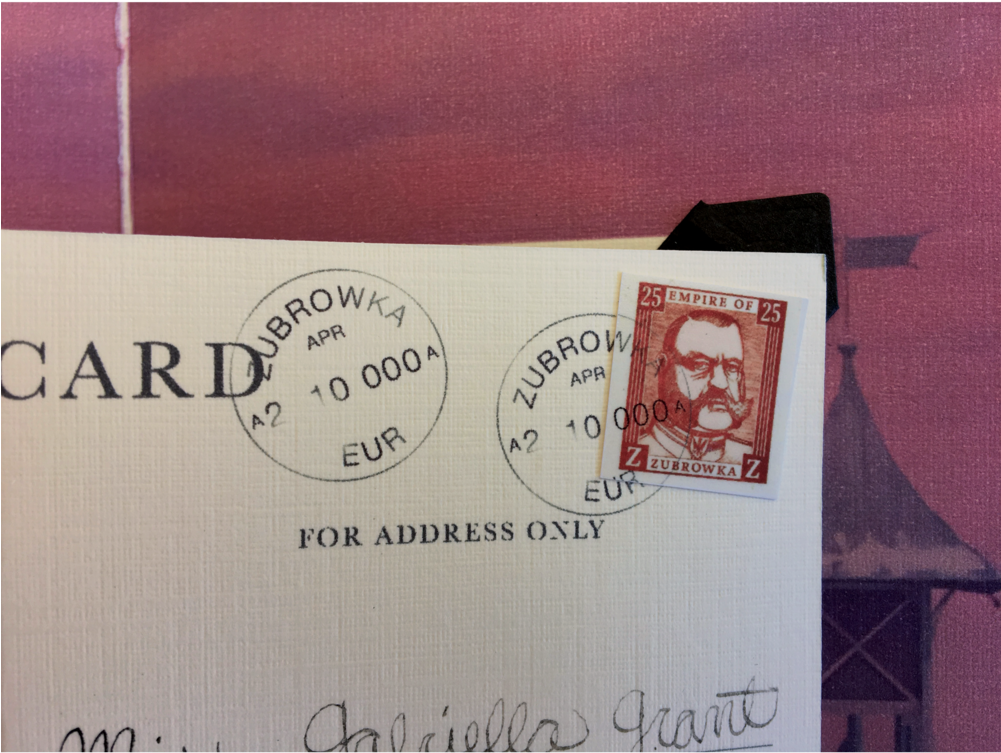 CARD
ZUBROWKA
APR
A2 10 000 A
EUR
ZUBROWKA
APR
A2 10 000 A
EUR
25 EMPIRE OF 25
Z ZUBROWKA Z
FOR ADDRESS ONLY
Miss Gabriella Grant